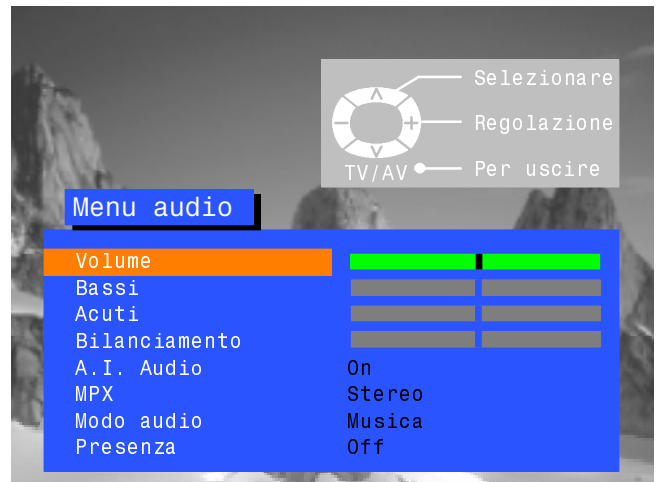 Selezionare
Regolazione
TV/AV Per uscire
Menu audio
Volume
Bassi
Acuti
Bilanciamento
A.I. Audio On
MPX Stereo
Modo audio Musica
Presenza Off